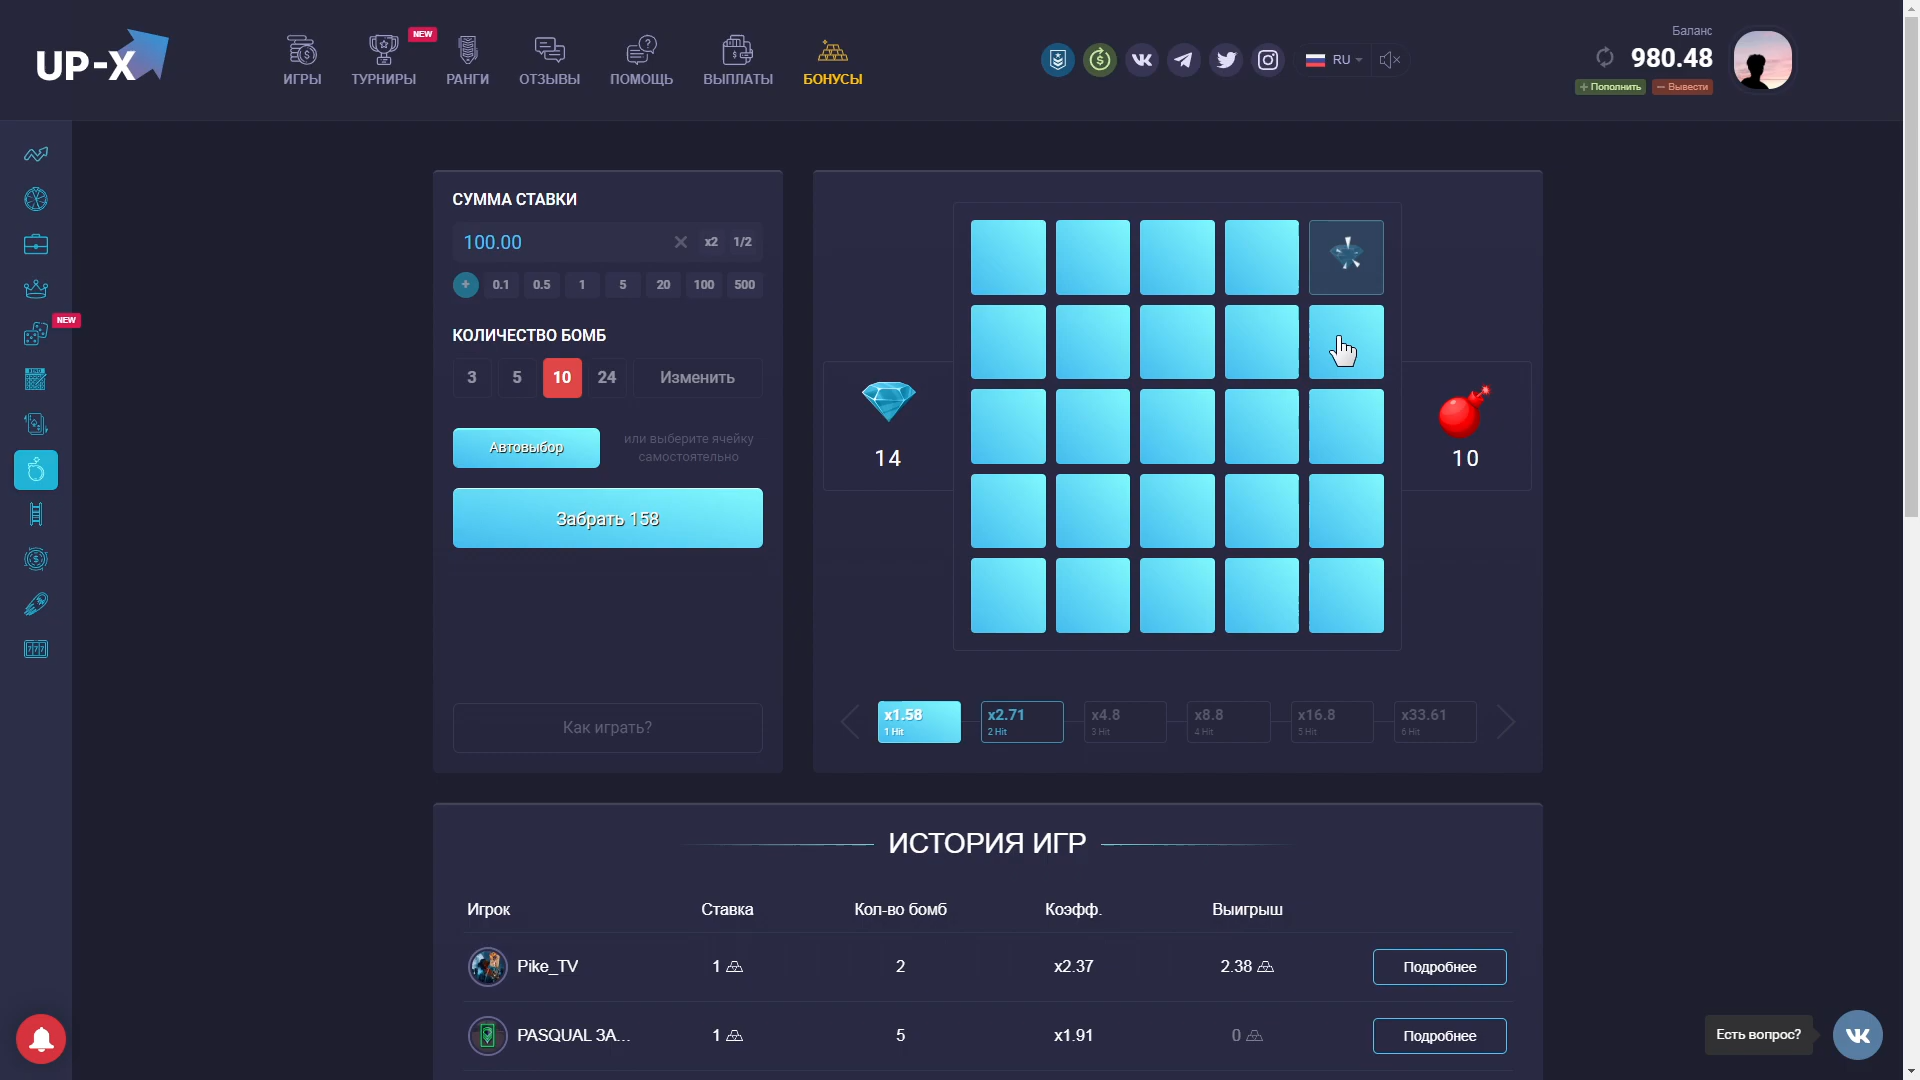 UP-X
ИГРЫ
ТУРНИРЫ
NEW
РАНГИ
ОТЗЫВЫ
ПОМОЩЬ
ВЫПЛАТЫ
БОНУСЫ
RU
Баланс
980.48
+ Пополнить
− Вывести
NEW
СУММА СТАВКИ
100.00
x2
1/2
+
0.1
0.5
1
5
20
100
500
КОЛИЧЕСТВО БОМБ
3
5
10
24
Изменить
Автовыбор
или выберите ячейку
самостоятельно
Забрать 158
Как играть?
14
10
x1.58
1 Hit
x2.71
2 Hit
x4.8
3 Hit
x8.8
4 Hit
x16.8
5 Hit
x33.61
6 Hit
ИСТОРИЯ ИГР
Игрок Ставка Кол-во бомб Коэфф. Выигрыш
Pike_TV 1 2 x2.37 2.38 Подробнее
PASQUAL ЗА... 1 5 x1.91 0 Подробнее
Есть вопрос?